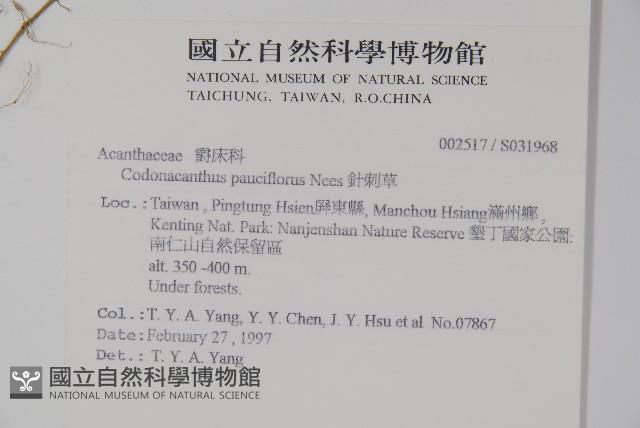 國立自然科學博物館
NATIONAL MUSEUM OF NATURAL SCIENCE
TAICHUNG, TAIWAN, R.O.CHINA
002517 / S031968
Acanthaceae 爵床科
Codonacanthus pauciflorus Nees 針刺草
Loc.:Taiwan , Pingtung Hsien屏東縣, Manchou Hsiang滿州鄉 ,
Kenting Nat. Park: Nanjenshan Nature Reserve 墾丁國家公園:
南仁山自然保留區
alt. 350 -400 m.
Under forests.
Col.:T. Y. A. Yang, Y. Y. Chen, J. Y. Hsu et al No.07867
Date:February 27 , 1997
Det.: T. Y. A. Yang
國立自然科學博物館
NATIONAL MUSEUM OF NATURAL SCIENCE